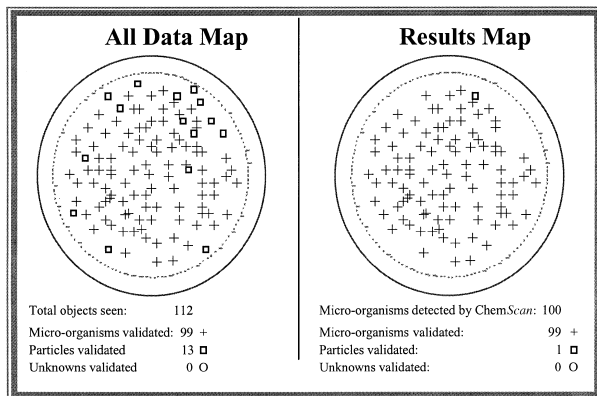 All Data Map
Total objects seen: 112
Micro-organisms validated: 99 +
Particles validated 13 □
Unknowns validated 0 O
Results Map
Micro-organisms detected by ChemScan: 100
Micro-organisms validated: 99 +
Particles validated: 1 □
Unknowns validated: 0 O